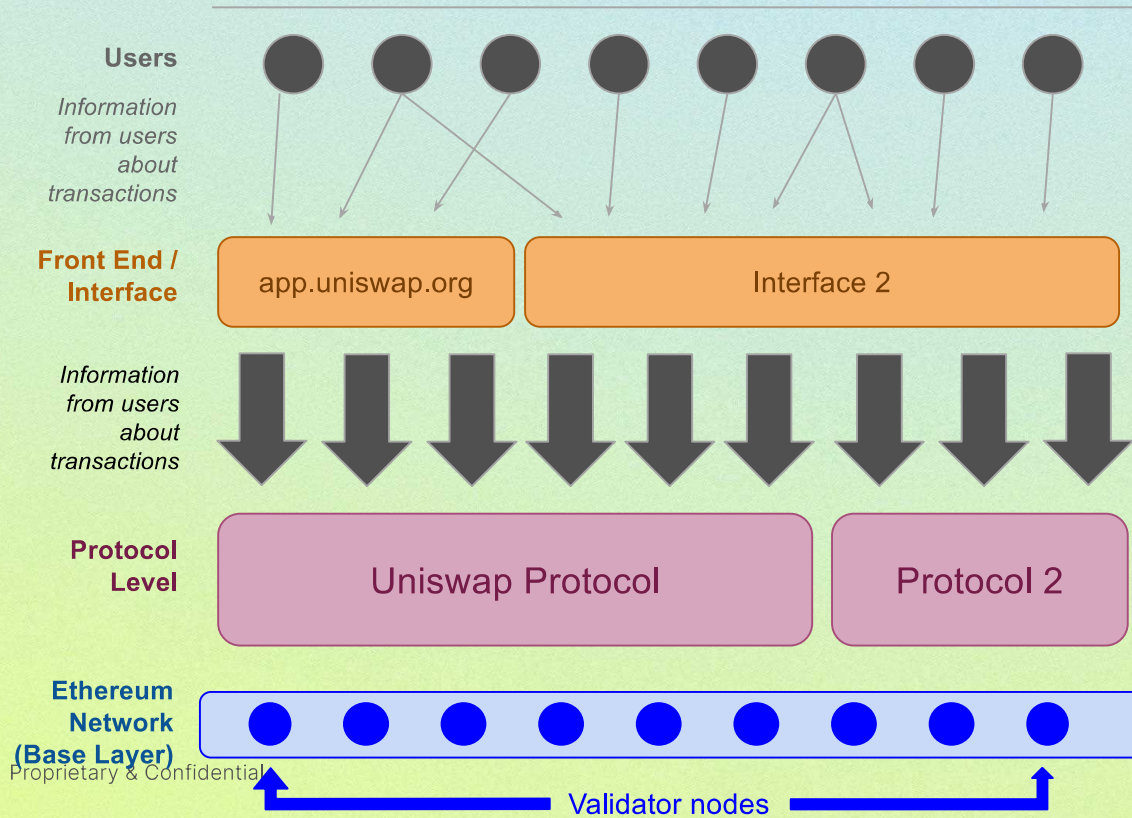 Users
Information
from users
about
transactions
Front End /
Interface
app.uniswap.org
Interface 2
Information
from users
about
transactions
Protocol
Level
Uniswap Protocol
Protocol 2
Ethereum
Network
(Base Layer)
Proprietary & Confidential
Validator nodes